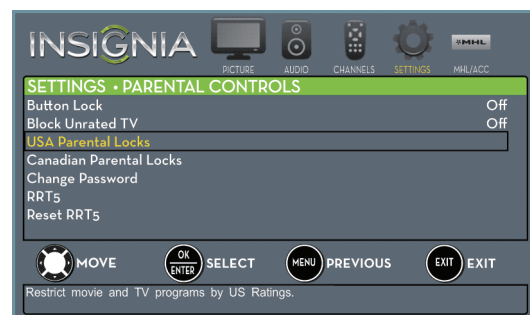 INSIGNIA
PICTURE AUDIO CHANNELS SETTINGS MHL MHL/ACC
SETTINGS • PARENTAL CONTROLS
Button Lock Off
Block Unrated TV Off
USA Parental Locks
Canadian Parental Locks
Change Password
RRT5
Reset RRT5
MOVE OK ENTER SELECT MENU PREVIOUS EXIT EXIT
Restrict movie and TV programs by US Ratings.